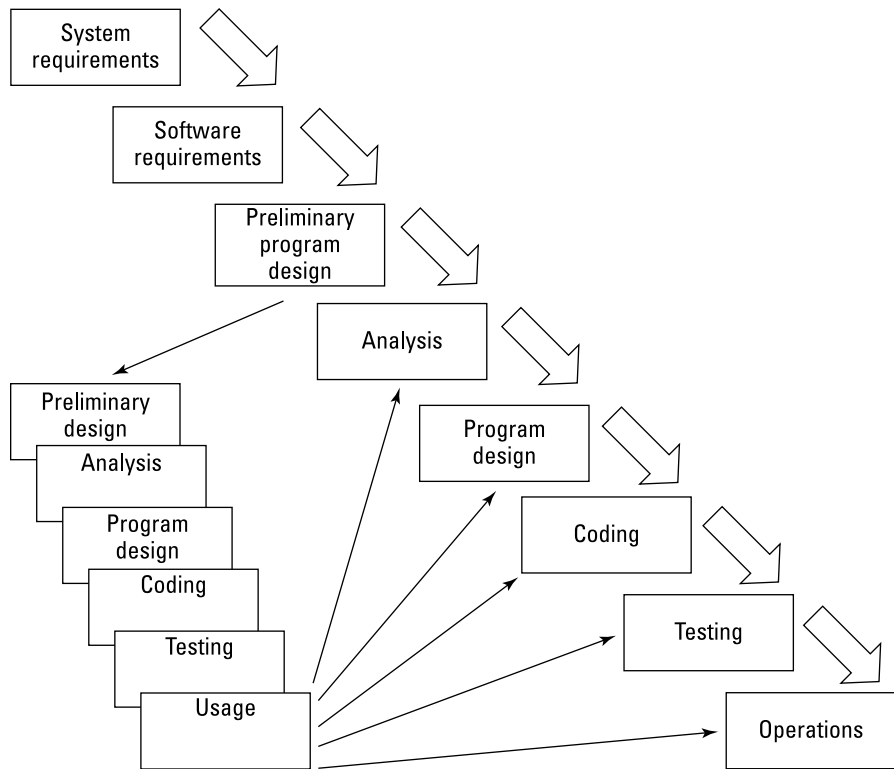 System
requirements
Software
requirements
Preliminary
program
design
Analysis
Program
design
Coding
Testing
Operations
Preliminary
design
Analysis
Program
design
Coding
Testing
Usage